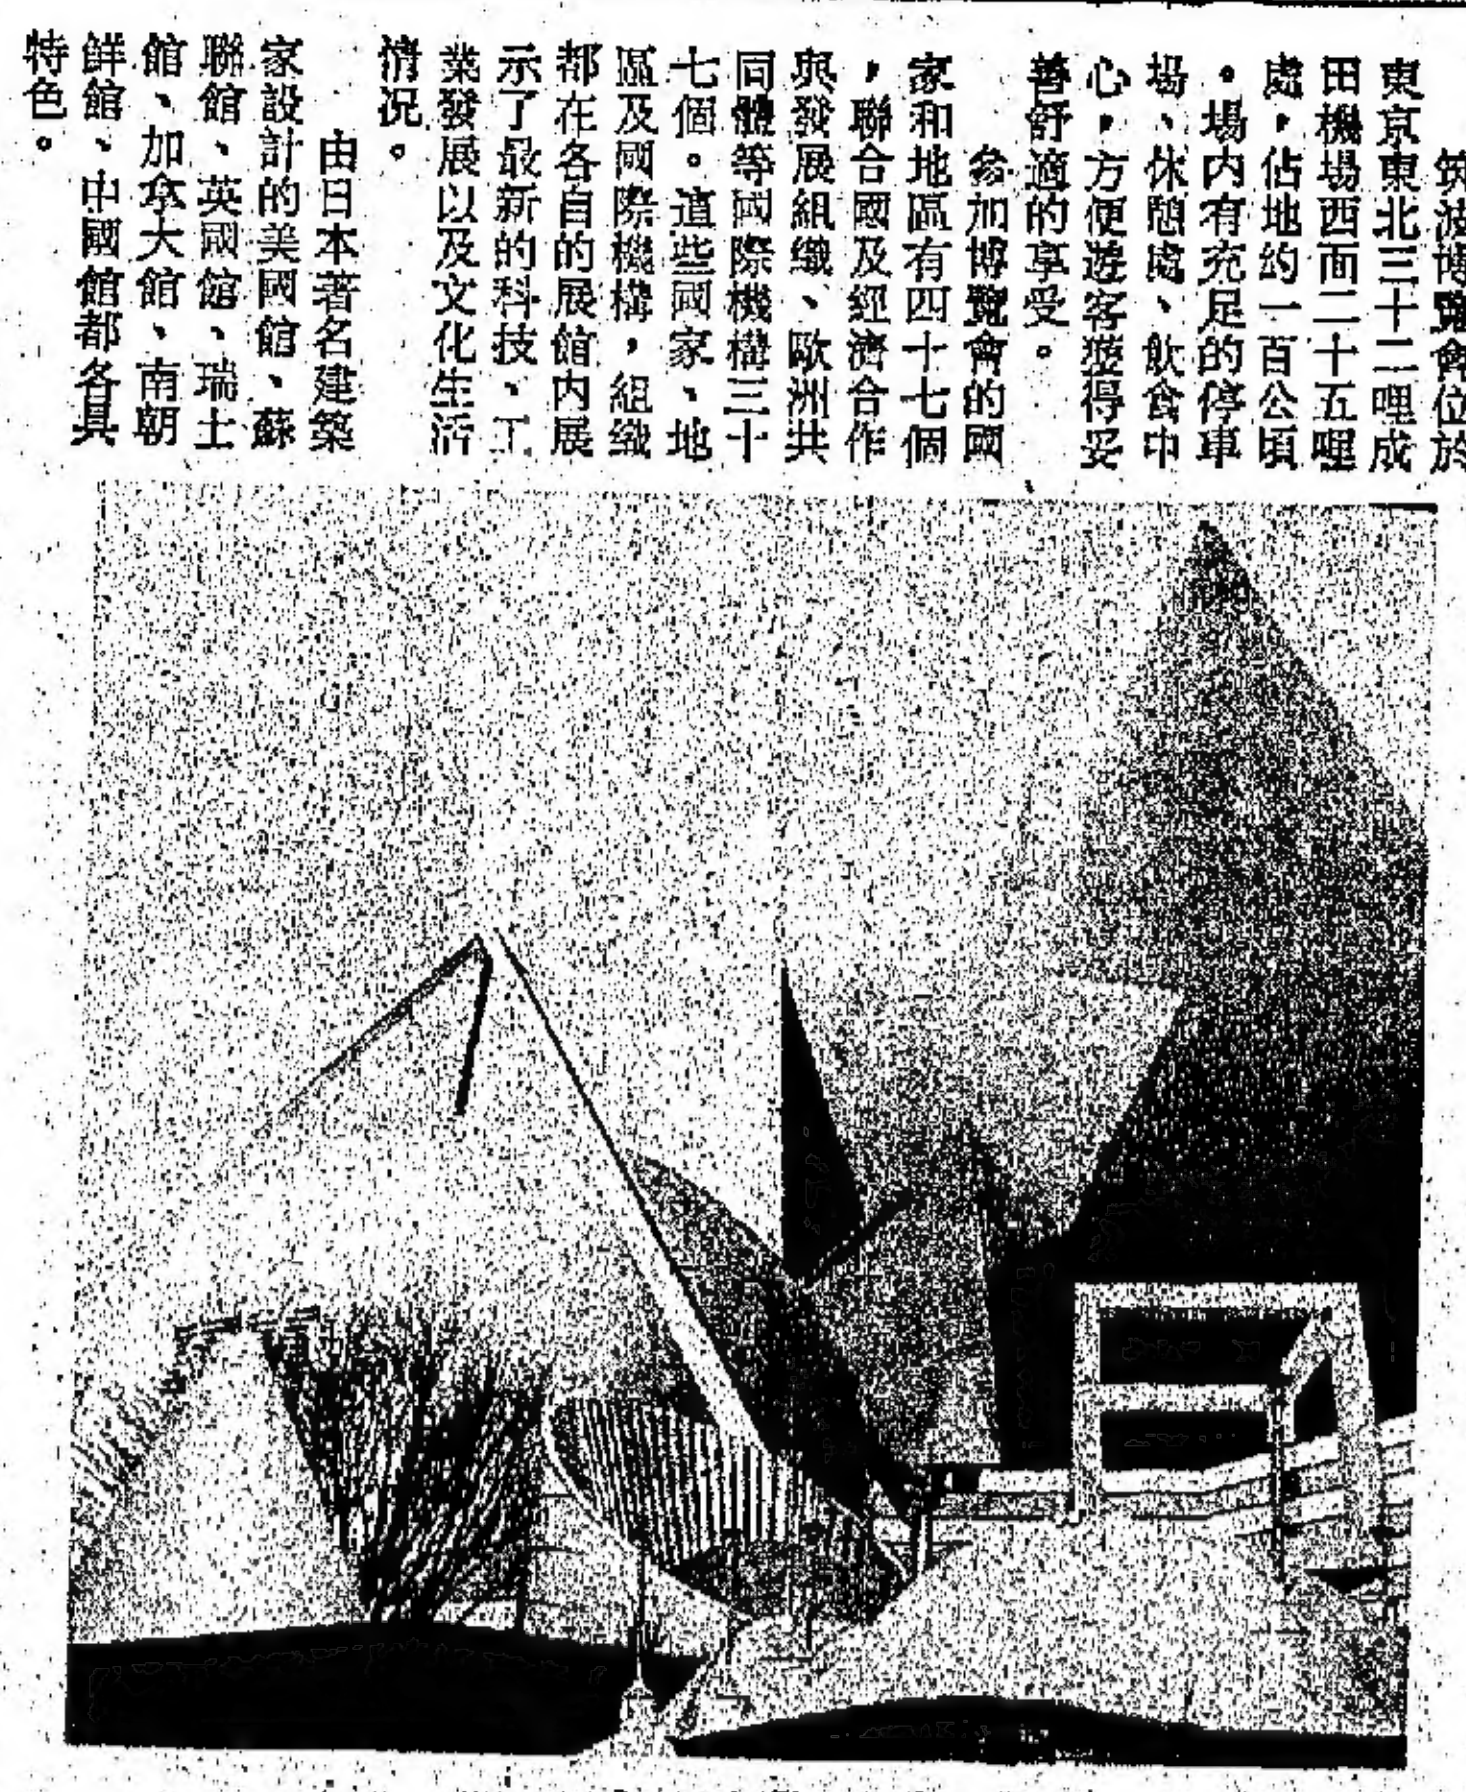 筑波博覽會位於
東京東北三十二哩成
田機場西面二十五哩
處，佔地約一百公頃
。場内有充足的停車
場、休憩處、飲食中
心，方便遊客獲得妥
善舒適的享受。
參加博覽會的國
家和地區有四十七個
，聯合國及經濟合作
與發展組織、歐洲共
同體等國際機構三十
七個。這些國家、地
區及國際機構，組織
都在各自的展館内展
示了最新的科技、工
業發展以及文化生活
情况。
由日本著名建築
家設計的美國館、蘇
聯館、英國館、瑞士
館、加拿大館、南朝
鮮館、中國館都各具
特色。